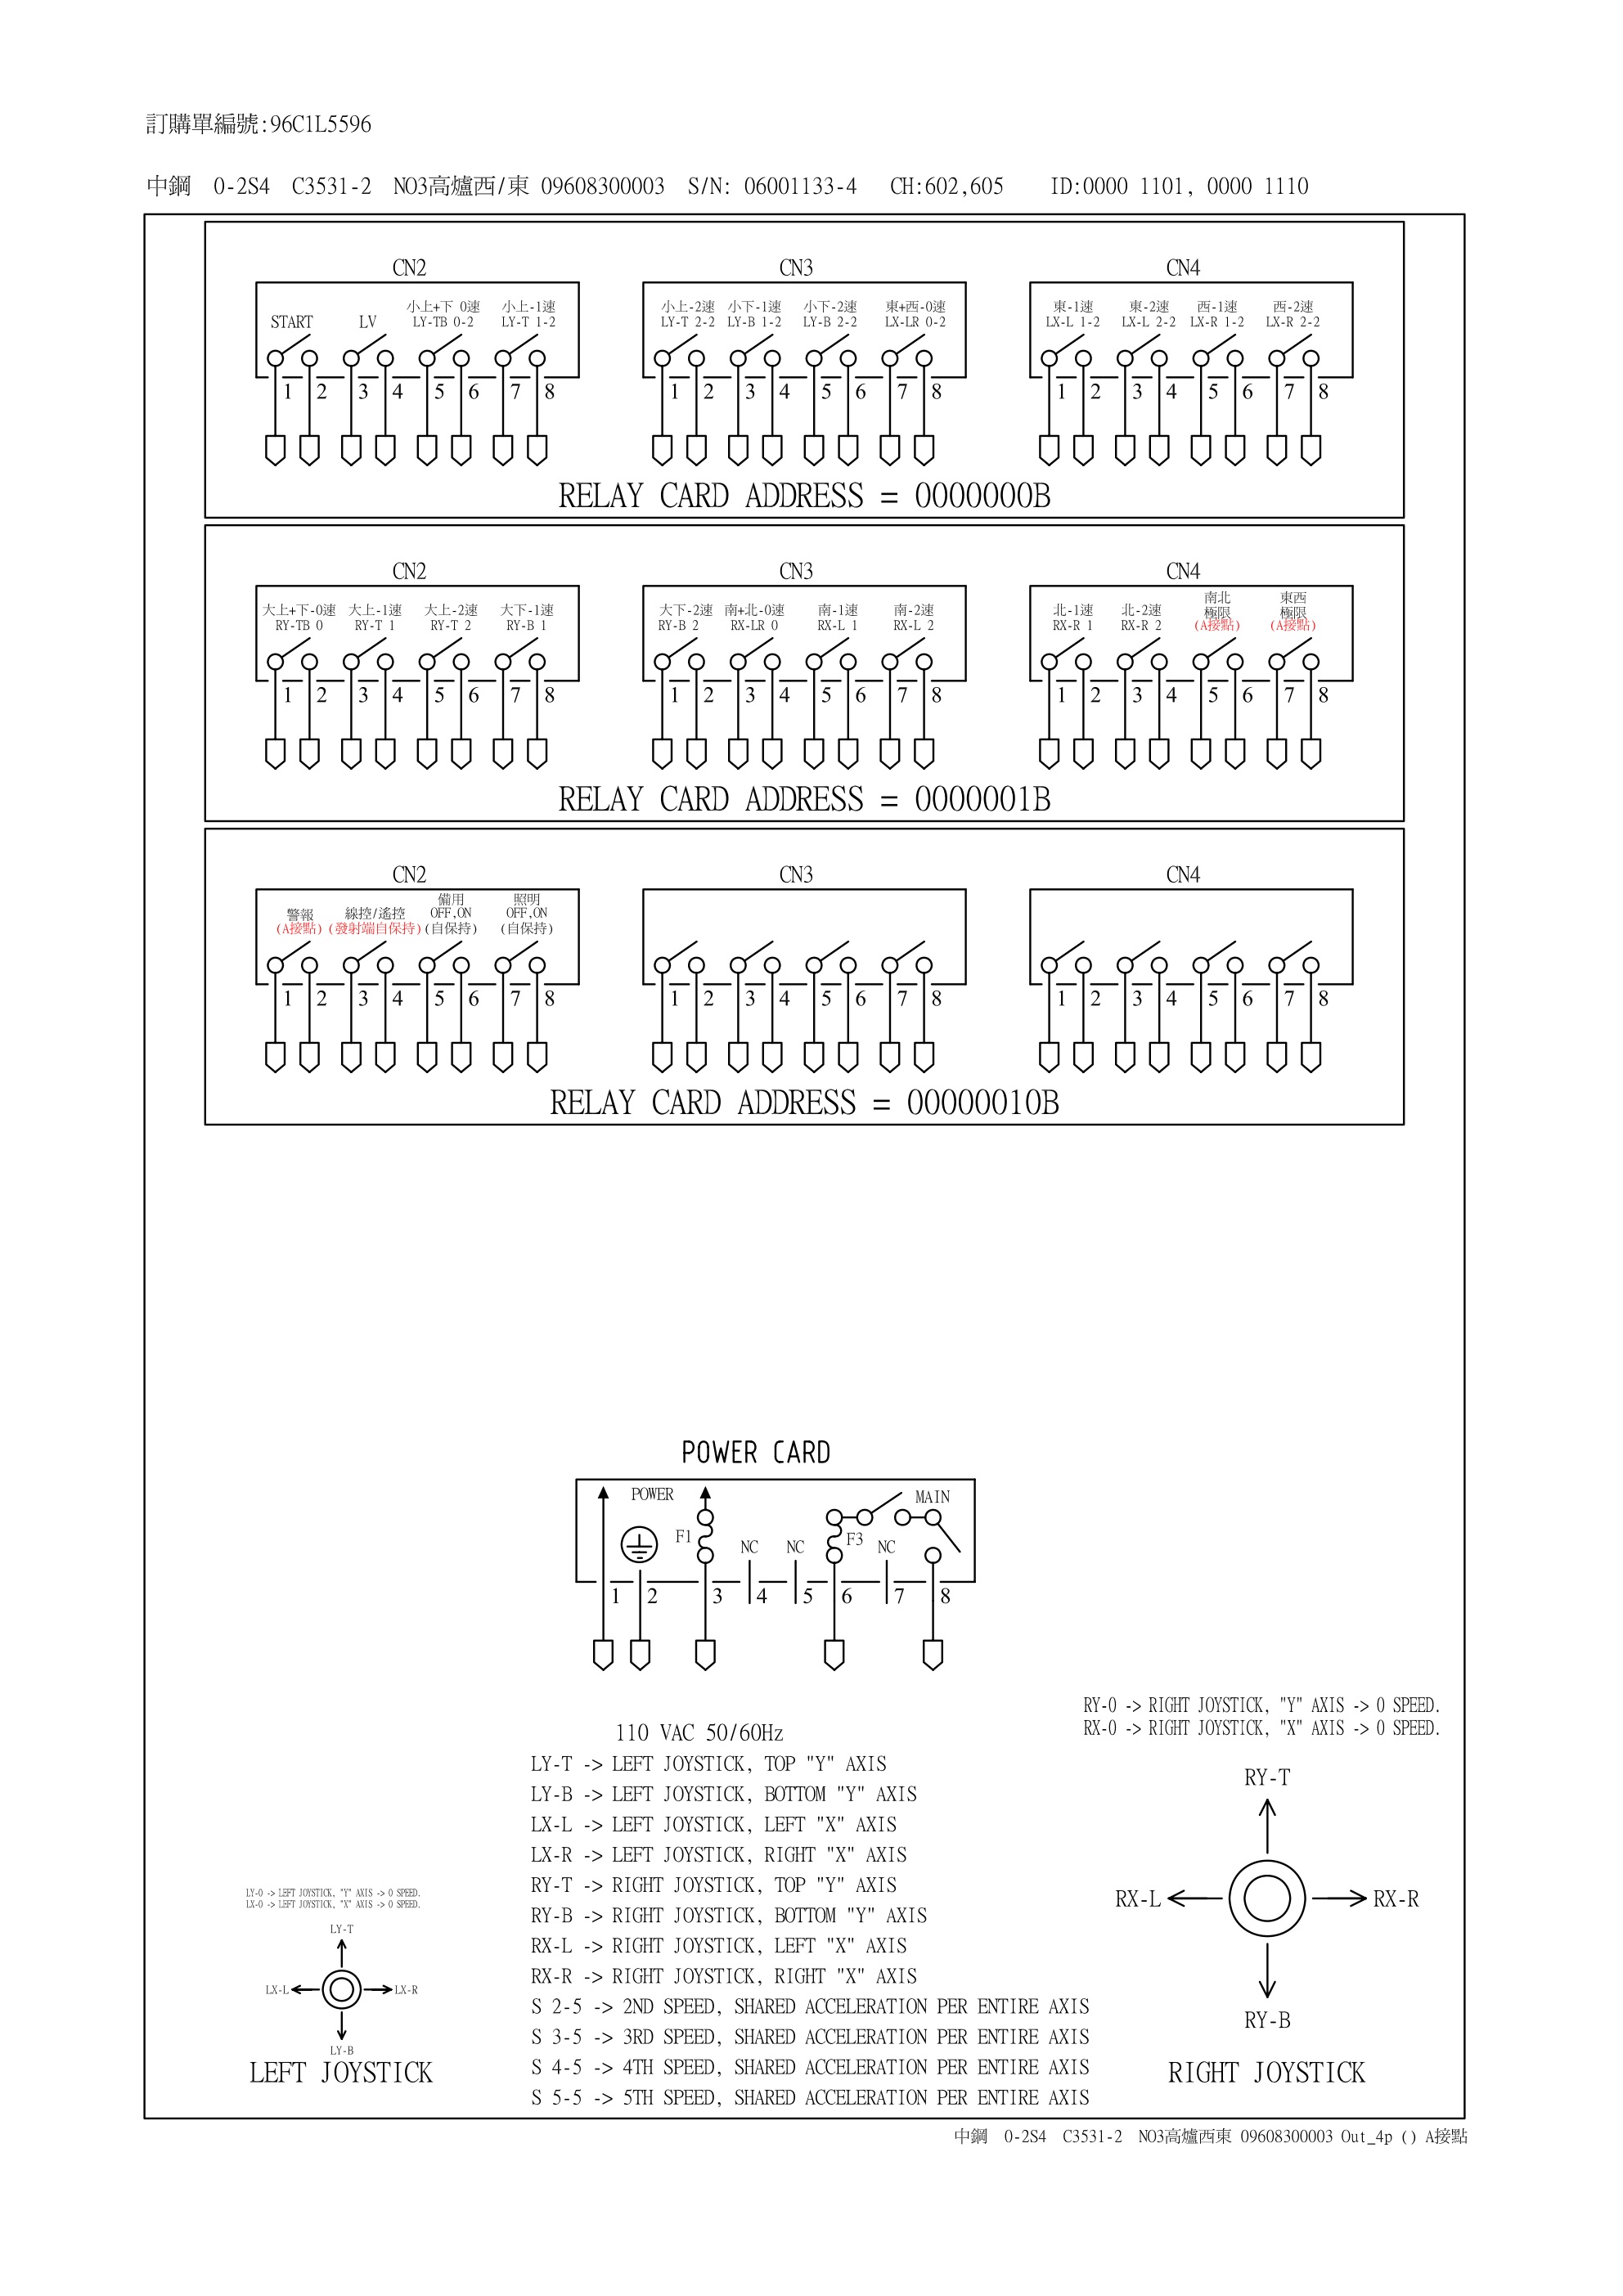 訂購單編號:96C1L5596
中鋼 0-2S4 C3531-2 NO3高爐西/東 09608300003 S/N: 06001133-4 CH:602,605 ID:0000 1101, 0000 1110
CN2 CN3 CN4
小上+下 0速 小上-1速 小上-2速 小下-1速 小下-2速 東+西-0速 東-1速 東-2速 西-1速 西-2速
START LV LY-TB 0-2 LY-T 1-2 LY-T 2-2 LY-B 1-2 LY-B 2-2 LX-LR 0-2 LX-L 1-2 LX-L 2-2 LX-R 1-2 LX-R 2-2
1 2 3 4 5 6 7 8 1 2 3 4 5 6 7 8 1 2 3 4 5 6 7 8
RELAY CARD ADDRESS = 0000000B
CN2 CN3 CN4
南北 東西
大上+下-0速 大上-1速 大上-2速 大下-1速 大下-2速 南+北-0速 南-1速 南-2速 北-1速 北-2速 極限 極限
RY-TB 0 RY-T 1 RY-T 2 RY-B 1 RY-B 2 RX-LR 0 RX-L 1 RX-L 2 RX-R 1 RX-R 2 (A接點) (A接點)
1 2 3 4 5 6 7 8 1 2 3 4 5 6 7 8 1 2 3 4 5 6 7 8
RELAY CARD ADDRESS = 0000001B
CN2 CN3 CN4
備用 照明
警報 線控/遙控 OFF,ON OFF,ON
(A接點) (發射端自保持) (自保持) (自保持)
1 2 3 4 5 6 7 8 1 2 3 4 5 6 7 8 1 2 3 4 5 6 7 8
RELAY CARD ADDRESS = 00000010B
POWER CARD
POWER MAIN
F1 F3
NC NC NC
1 2 3 4 5 6 7 8
RY-0 -> RIGHT JOYSTICK, "Y" AXIS -> 0 SPEED.
RX-0 -> RIGHT JOYSTICK, "X" AXIS -> 0 SPEED.
110 VAC 50/60Hz
LY-T -> LEFT JOYSTICK, TOP "Y" AXIS
LY-B -> LEFT JOYSTICK, BOTTOM "Y" AXIS
LX-L -> LEFT JOYSTICK, LEFT "X" AXIS
LX-R -> LEFT JOYSTICK, RIGHT "X" AXIS
RY-T -> RIGHT JOYSTICK, TOP "Y" AXIS
RY-B -> RIGHT JOYSTICK, BOTTOM "Y" AXIS
RX-L -> RIGHT JOYSTICK, LEFT "X" AXIS
RX-R -> RIGHT JOYSTICK, RIGHT "X" AXIS
S 2-5 -> 2ND SPEED, SHARED ACCELERATION PER ENTIRE AXIS
S 3-5 -> 3RD SPEED, SHARED ACCELERATION PER ENTIRE AXIS
S 4-5 -> 4TH SPEED, SHARED ACCELERATION PER ENTIRE AXIS
S 5-5 -> 5TH SPEED, SHARED ACCELERATION PER ENTIRE AXIS
LY-0 -> LEFT JOYSTICK, "Y" AXIS -> 0 SPEED.
LX-0 -> LEFT JOYSTICK, "X" AXIS -> 0 SPEED.
LY-T
LX-L LX-R
LY-B
LEFT JOYSTICK
RY-T
RX-L RX-R
RY-B
RIGHT JOYSTICK
中鋼 0-2S4 C3531-2 NO3高爐西東 09608300003 Out_4p () A接點